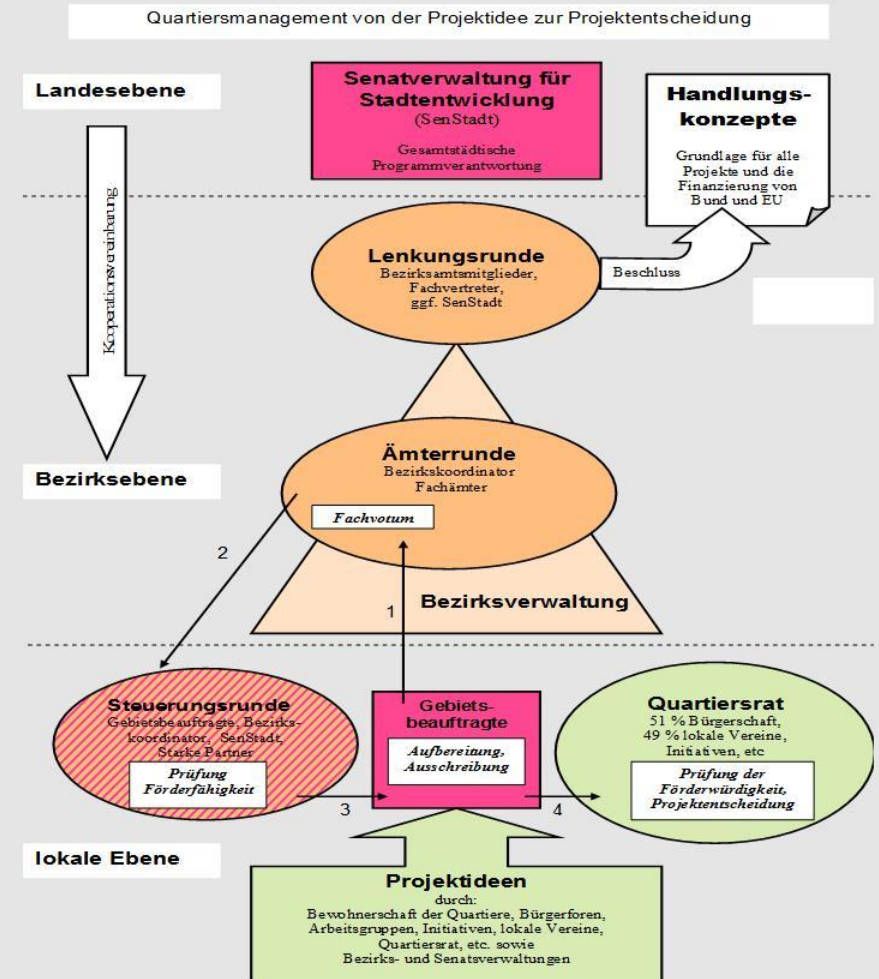 Quartiersmanagement von der Projektidee zur Projektentscheidung
Landesebene
Senatverwaltung für
Stadtentwicklung
(SenStadt)
Gesamtstädtische
Programmverantwortung
Handlungs-
konzepte
Grundlage für alle
Projekte und die
Finanzierung von
Bund und EU
Kooperationsvereinbarung
Lenkungsrunde
Bezirksamtsmitglieder,
Fachvertreter,
ggf. SenStadt
Beschluss
Bezirksebene
Ämterrunde
Bezirkskoordinator
Fachämter
Fachvotum
2
1
Bezirksverwaltung
Steuerungsrunde
Gebietsbeauftragte, Bezirks-
koordinator, SenStadt,
Starke Partner
Prüfung
Förderfähigkeit
3
Gebiets-
beauftragte
Aufbereitung,
Ausschreibung
4
Quartiersrat
51 % Bürgerschaft,
49 % lokale Vereine,
Initiativen, etc
Prüfung der
Förderwürdigkeit,
Projektentscheidung
lokale Ebene
Projektideen
durch:
Bewohnerschaft der Quartiere, Bürgerforen,
Arbeitsgruppen, Initiativen, lokale Vereine,
Quartiersrat, etc. sowie
Bezirks- und Senatsverwaltungen